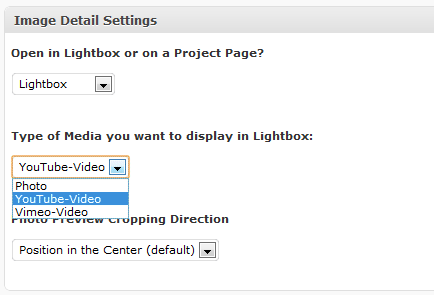 Image Detail Settings
Open in Lightbox or on a Project Page?
Lightbox
Type of Media you want to display in Lightbox:
YouTube-Video
Photo
YouTube-Video
Vimeo-Video
Photo Preview Cropping Direction
Position in the Center (default)